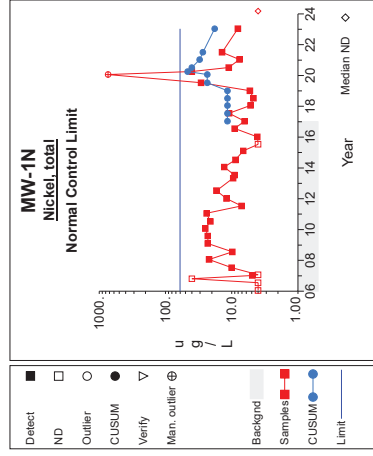 MW-1N
Nickel, total
Normal Control Limit
1000.
100.
10.0
1.00
u
g/
L
06
08
10
12
14
16
18
20
22
24
Year
Median ND
Detect
ND
Outlier
CUSUM
Verify
Man. outlier
Backgnd
Samples
CUSUM
Limit